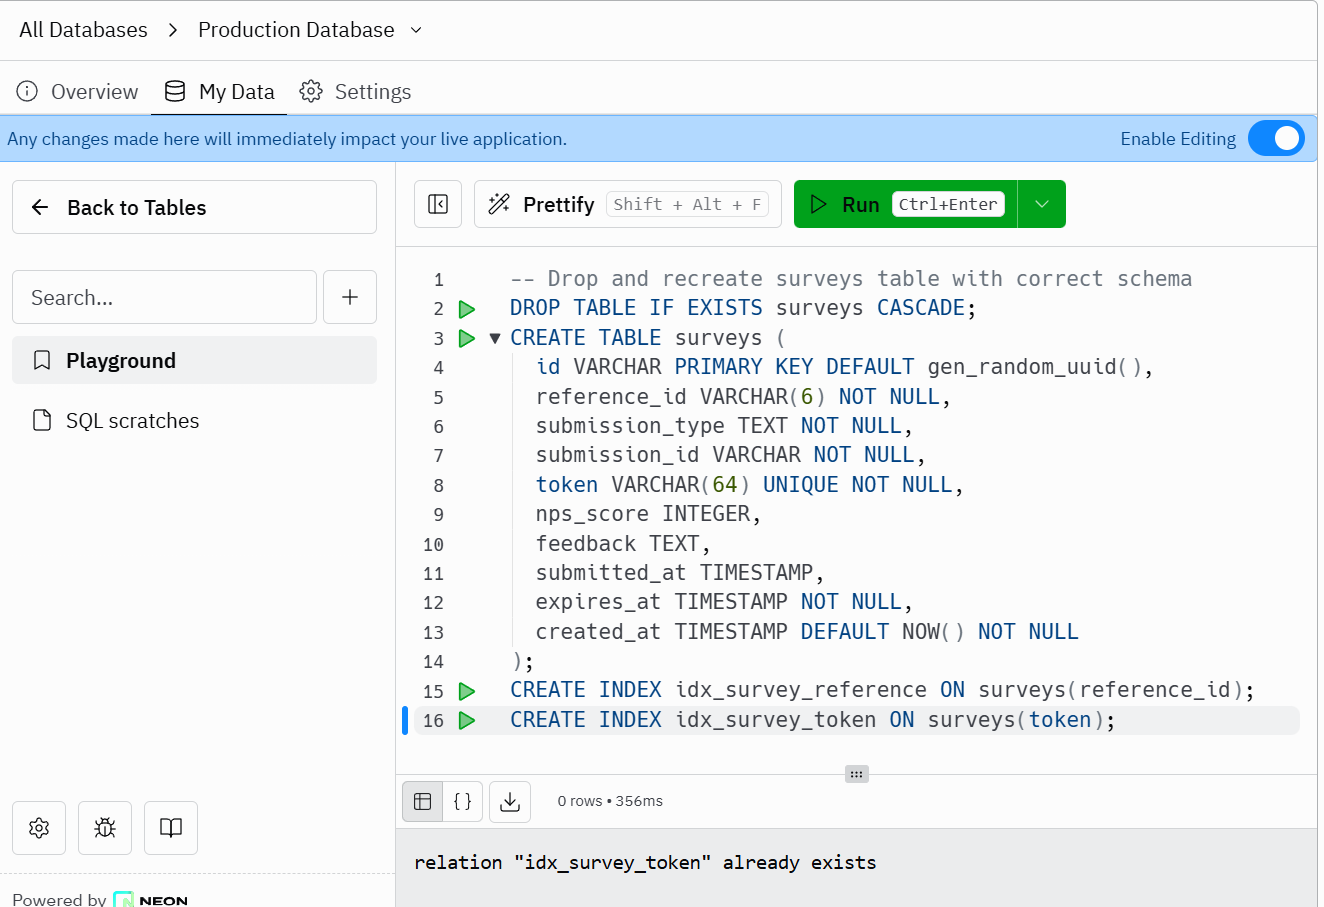 All Databases > Production Database
Overview My Data Settings
Any changes made here will immediately impact your live application. Enable Editing
Back to Tables
Search...
Playground
SQL scratches
Powered by NEON
Prettify Shift + Alt + F Run Ctrl+Enter
1 -- Drop and recreate surveys table with correct schema
2 DROP TABLE IF EXISTS surveys CASCADE;
3 CREATE TABLE surveys (
4 id VARCHAR PRIMARY KEY DEFAULT gen_random_uuid(),
5 reference_id VARCHAR(6) NOT NULL,
6 submission_type TEXT NOT NULL,
7 submission_id VARCHAR NOT NULL,
8 token VARCHAR(64) UNIQUE NOT NULL,
9 nps_score INTEGER,
10 feedback TEXT,
11 submitted_at TIMESTAMP,
12 expires_at TIMESTAMP NOT NULL,
13 created_at TIMESTAMP DEFAULT NOW() NOT NULL
14 );
15 CREATE INDEX idx_survey_reference ON surveys(reference_id);
16 CREATE INDEX idx_survey_token ON surveys(token);
{ } 0 rows • 356ms
relation "idx_survey_token" already exists